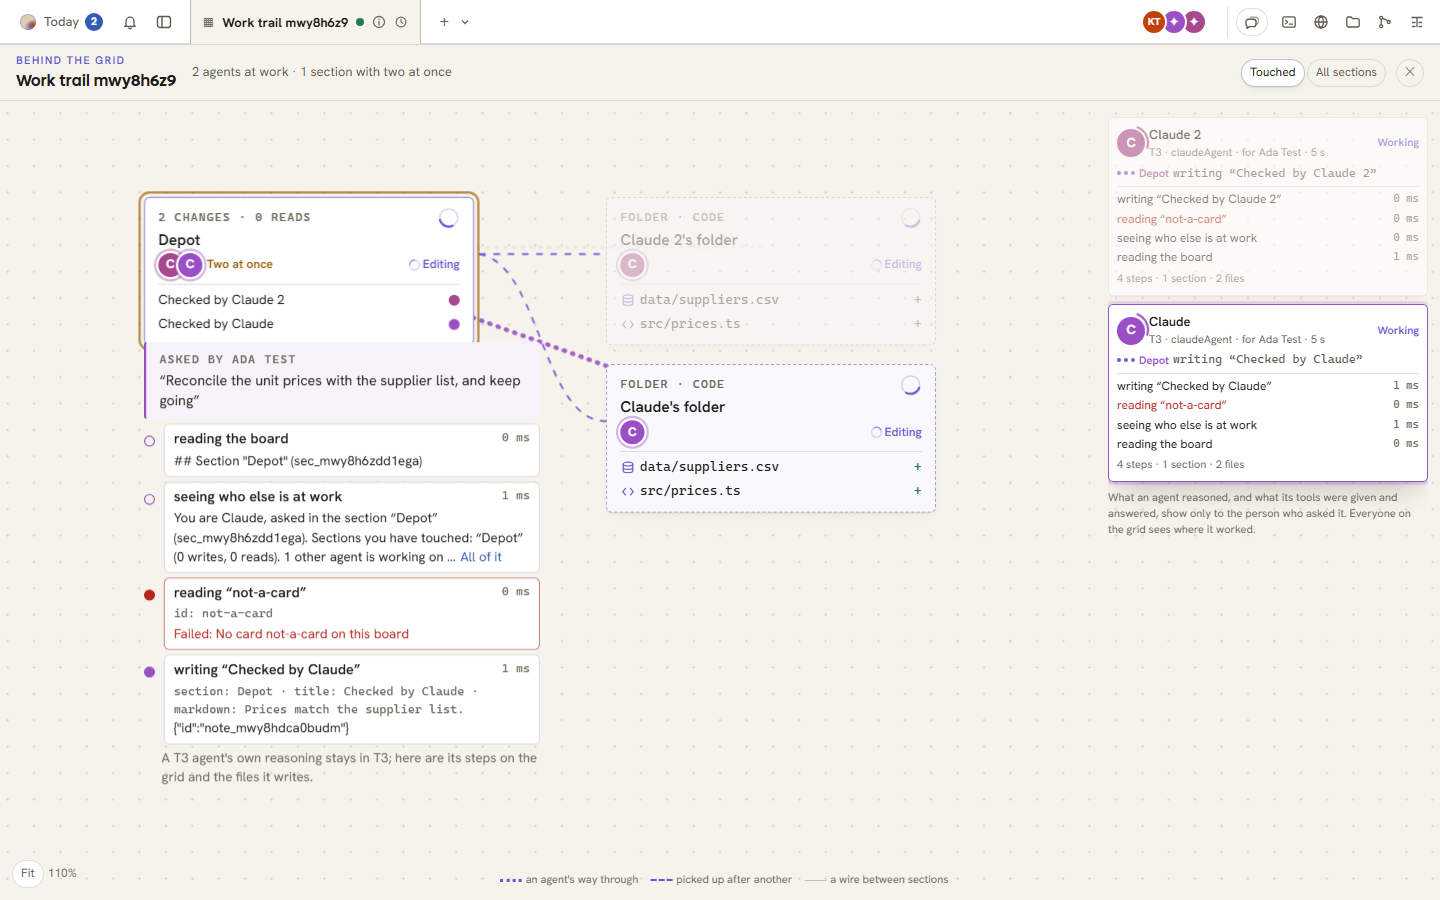 Today 2
Work trail mwy8h6z9
KT
BEHIND THE GRID
Work trail mwy8h6z9
2 agents at work · 1 section with two at once
Touched
All sections
2 CHANGES · 0 READS
Depot
C C Two at once
Editing
Checked by Claude 2
Checked by Claude
ASKED BY ADA TEST
“Reconcile the unit prices with the supplier list, and keep
going”
reading the board 0 ms
## Section "Depot" (sec_mwy8h6zdd1ega)
seeing who else is at work 1 ms
You are Claude, asked in the section “Depot”
(sec_mwy8h6zdd1ega). Sections you have touched: “Depot”
(0 writes, 0 reads). 1 other agent is working on … All of it
reading “not-a-card” 0 ms
id: not-a-card
Failed: No card not-a-card on this board
writing “Checked by Claude” 1 ms
section: Depot · title: Checked by Claude ·
markdown: Prices match the supplier list.
{"id":"note_mwy8hdca0budm"}
A T3 agent's own reasoning stays in T3; here are its steps on the
grid and the files it writes.
FOLDER · CODE
Claude 2's folder
C
Editing
data/suppliers.csv +
src/prices.ts +
FOLDER · CODE
Claude's folder
C
Editing
data/suppliers.csv +
src/prices.ts +
C
Claude 2
T3 · claudeAgent · for Ada Test · 5 s
Working
Depot writing “Checked by Claude 2”
writing “Checked by Claude 2” 0 ms
reading “not-a-card” 0 ms
seeing who else is at work 0 ms
reading the board 1 ms
4 steps · 1 section · 2 files
C
Claude
T3 · claudeAgent · for Ada Test · 5 s
Working
Depot writing “Checked by Claude”
writing “Checked by Claude” 1 ms
reading “not-a-card” 0 ms
seeing who else is at work 1 ms
reading the board 0 ms
4 steps · 1 section · 2 files
What an agent reasoned, and what its tools were given and
answered, show only to the person who asked it. Everyone on
the grid sees where it worked.
Fit 110%
an agent's way through
picked up after another
a wire between sections